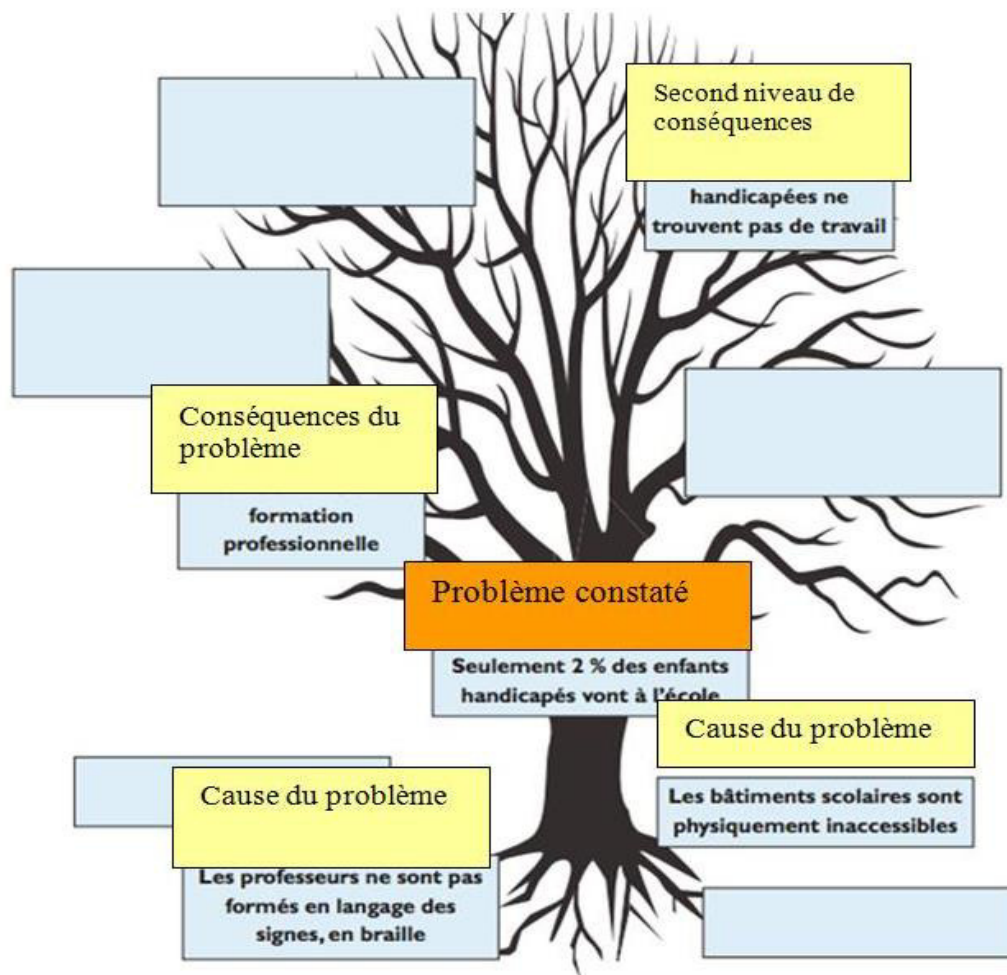 Second niveau de
conséquences
handicapées ne
trouvent pas de travail
Conséquences du
problème
formation
professionnelle
Problème constaté
Seulement 2 % des enfants
handicapés vont à l'école
Cause du problème
Les bâtiments scolaires sont
physiquement inaccessibles
Cause du problème
Les professeurs ne sont pas
formés en langage des
signes, en braille